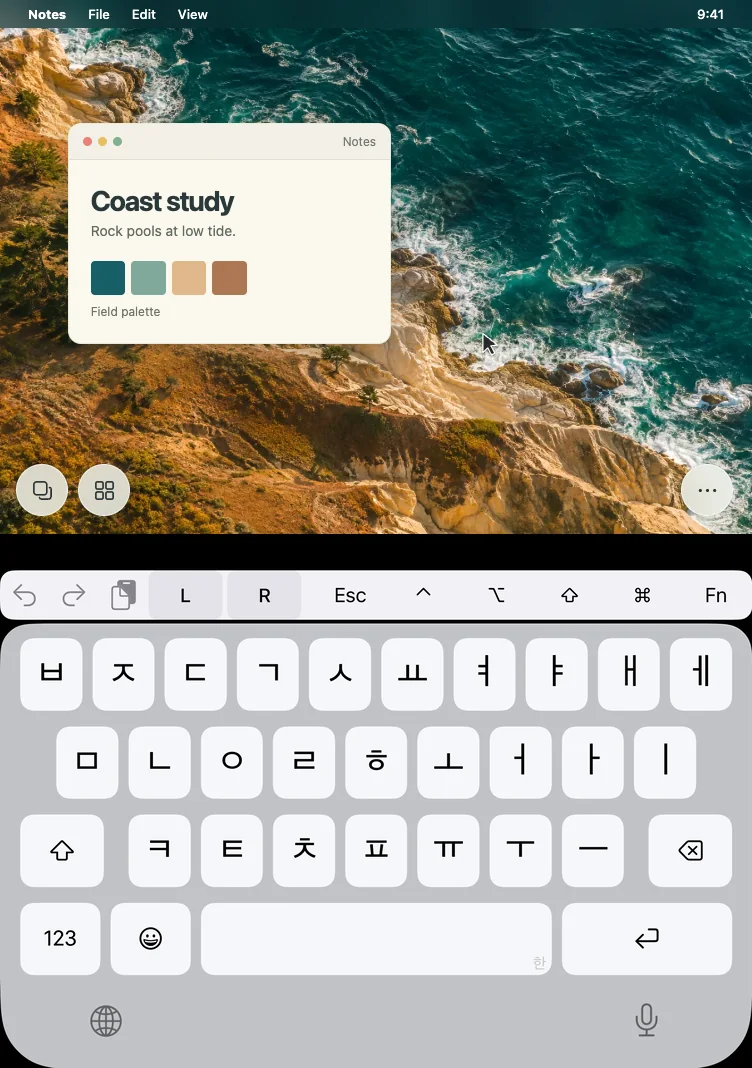 Notes File Edit View 9:41
Notes
Coast study
Rock pools at low tide.
Field palette
L R Esc ^ ⌥ ⇧ ⌘ Fn
ㅂ ㅈ ㄷ ㄱ ㅅ ㅛ ㅕ ㅑ ㅐ ㅔ
ㅁ ㄴ ㅇ ㄹ ㅎ ㅗ ㅓ ㅏ ㅣ
ㅋ ㅌ ㅊ ㅍ ㅠ ㅜ ㅡ
123
한